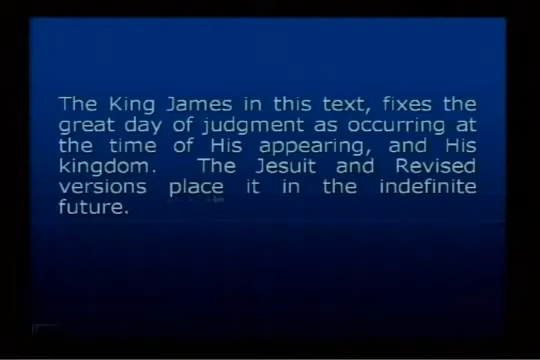 The King James in this text, fixes the
great day of judgment as occurring at
the time of His appearing, and His
kingdom. The Jesuit and Revised
versions place it in the indefinite
future.